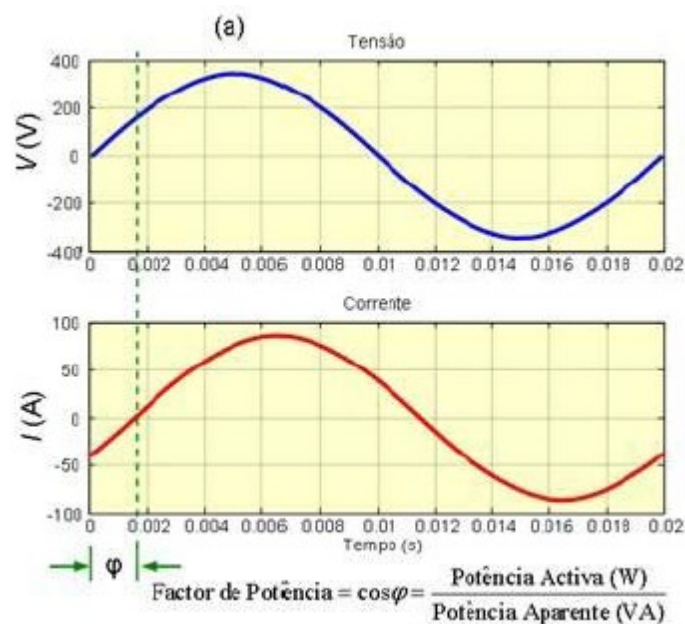 (a)
Tensão
400
200
0
-200
-400
V (V)
0 0.002 0.004 0.006 0.008 0.01 0.012 0.014 0.016 0.018 0.02
Corrente
100
50
0
-50
-100
I (A)
0 0.002 0.004 0.006 0.008 0.01 0.012 0.014 0.016 0.018 0.02
Tempo (s)
φ
Factor de Potência = cosφ = Potência Activa (W)
Potência Aparente (VA)